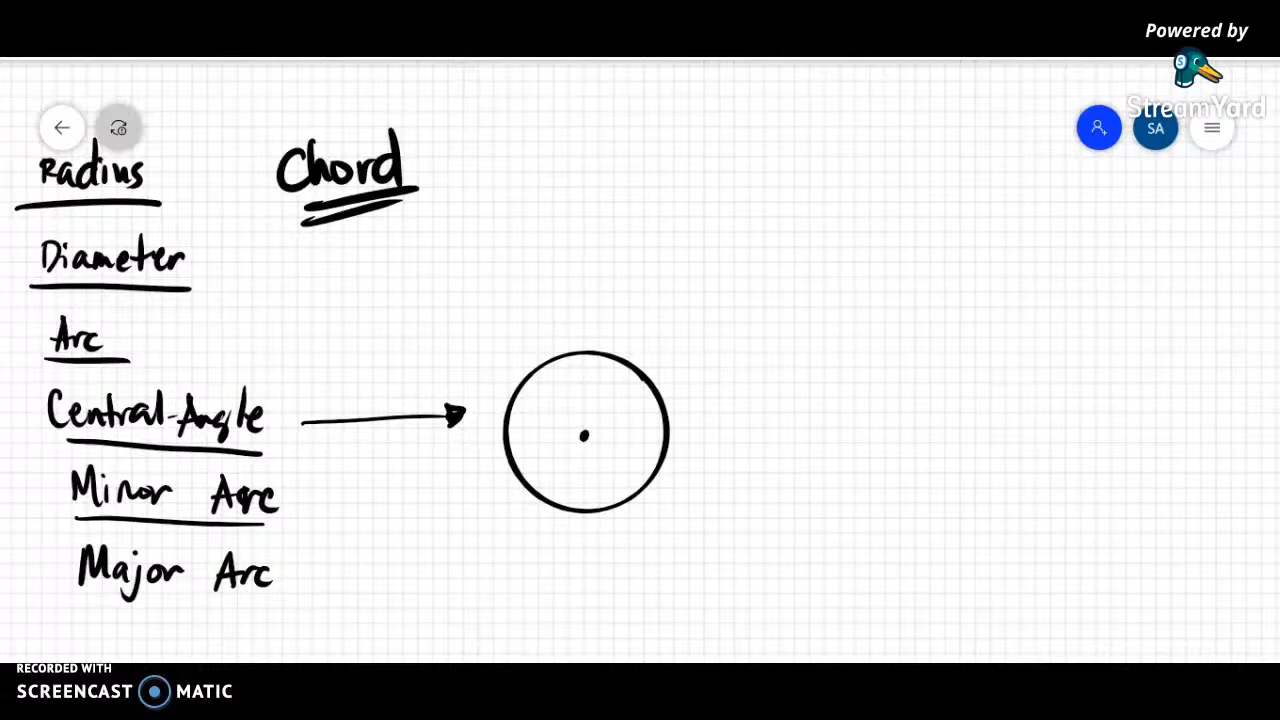 Powered by
StreamYard
SA
Radius
Chord
Diameter
Arc
Central-Angle
Minor Arc
Major Arc
RECORDED WITH
SCREENCAST MATIC